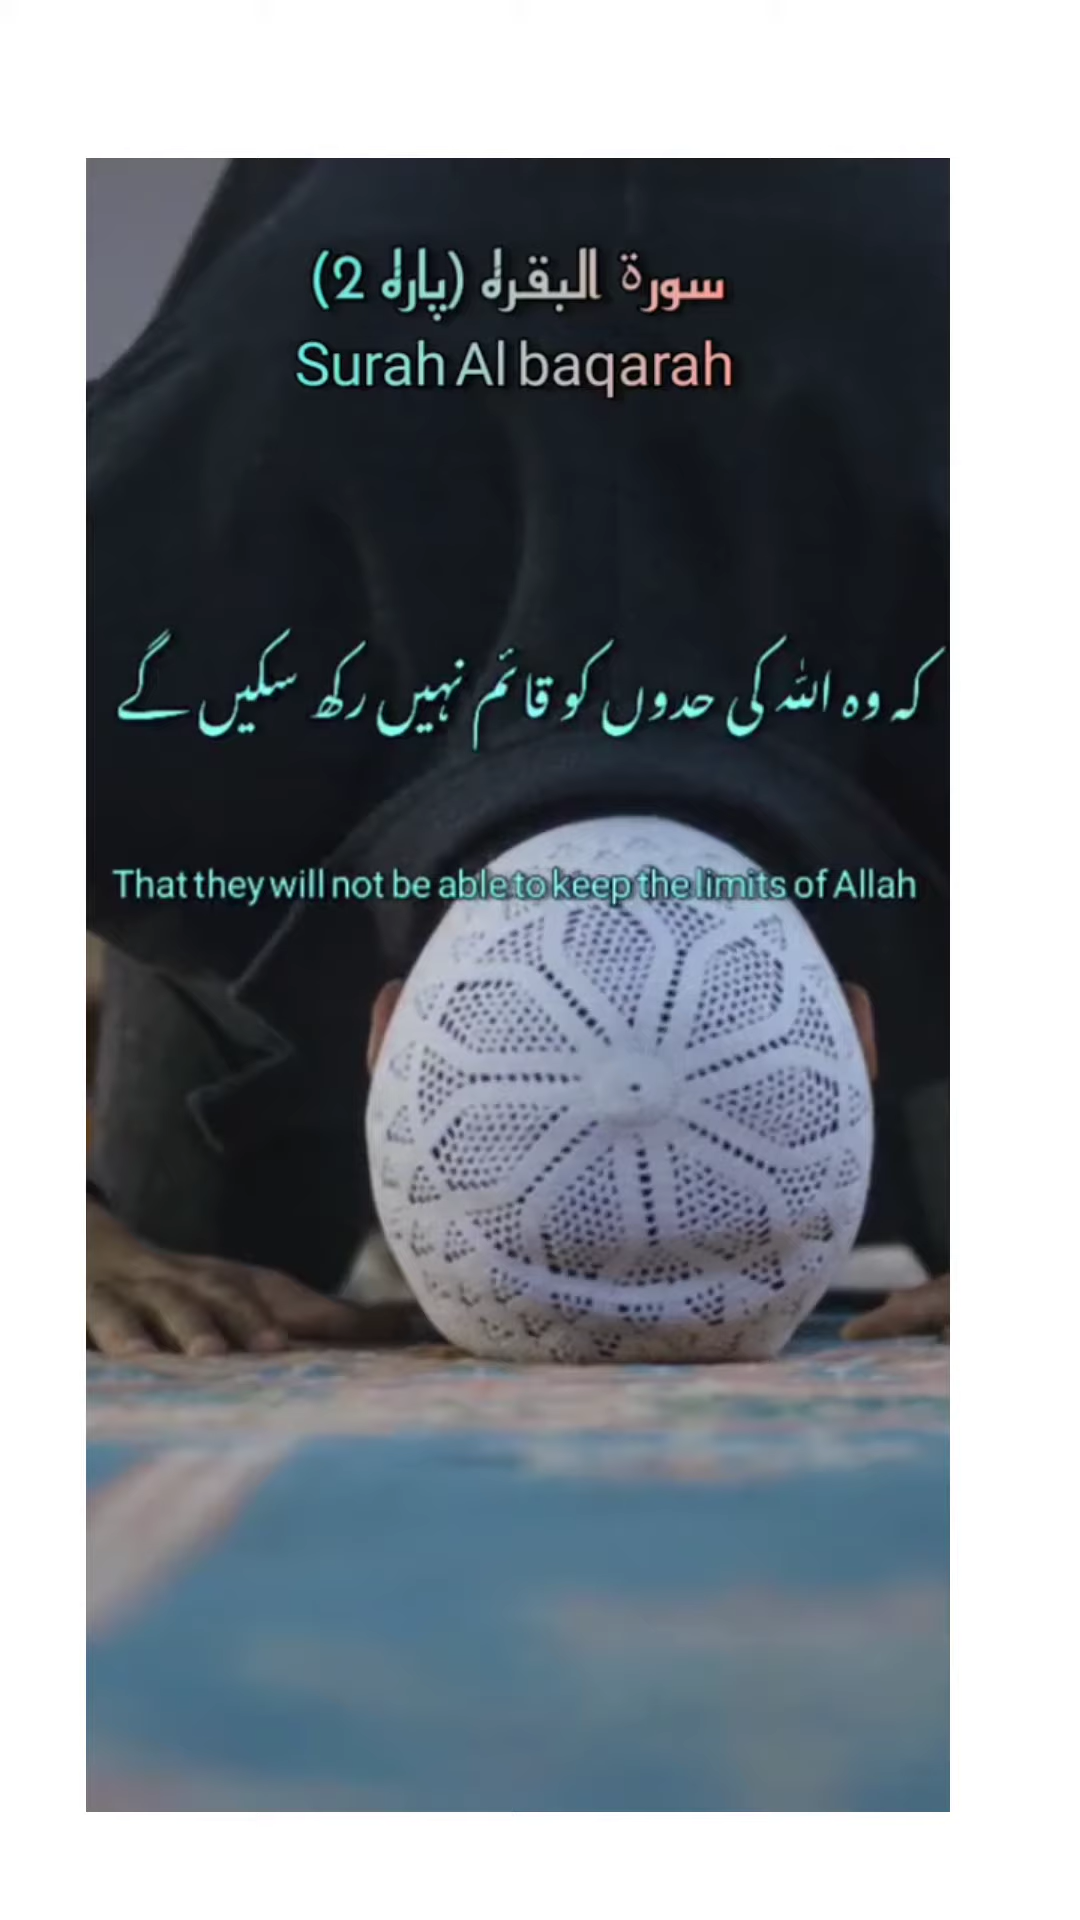 سورة البقرہ (پارہ 2)
Surah Al baqarah
کہ وہ اللہ کی حدوں کو قائم نہیں رکھ سکیں گے
That they will not be able to keep the limits of Allah